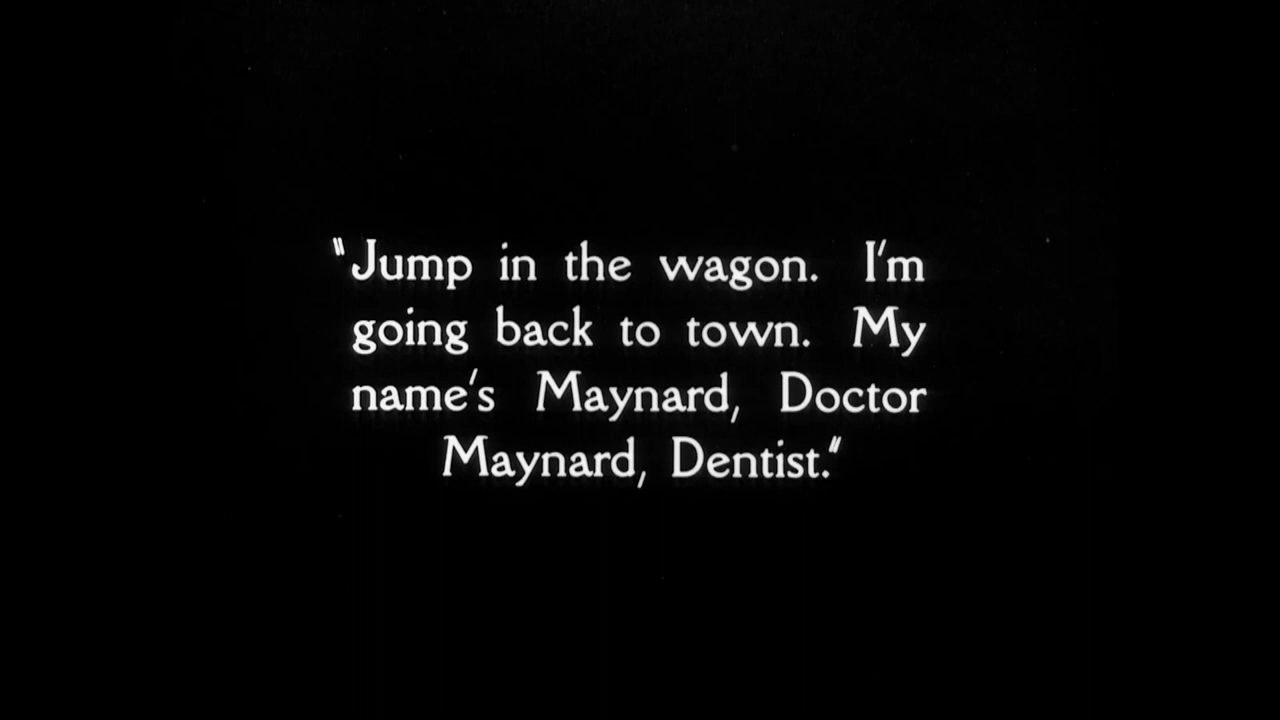 "Jump in the wagon. I'm
going back to town. My
name's Maynard, Doctor
Maynard, Dentist."